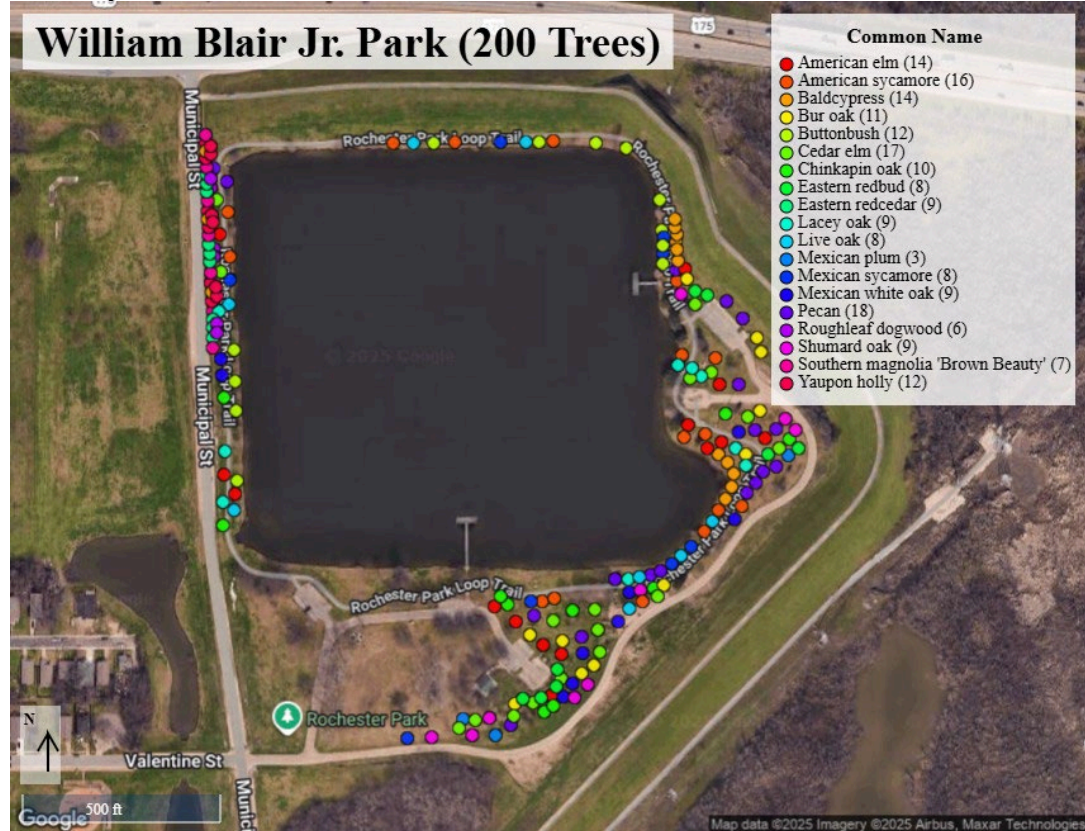 175
William Blair Jr. Park (200 Trees)
Common Name
American elm (14)
American sycamore (16)
Baldcypress (14)
Bur oak (11)
Buttonbush (12)
Cedar elm (17)
Chinkapin oak (10)
Eastern redbud (8)
Eastern redcedar (9)
Lacey oak (9)
Live oak (8)
Mexican plum (3)
Mexican sycamore (8)
Mexican white oak (9)
Pecan (18)
Roughleaf dogwood (6)
Shumard oak (9)
Southern magnolia 'Brown Beauty' (7)
Yaupon holly (12)
Municipal St
Rochester Park Loop Trail
© 2025 Google
Municipal St
Rochester Park Loop Trail
Rochester Park
N
Valentine St
500 ft
Google
Map data ©2025 Imagery ©2025 Airbus, Maxar Technologies